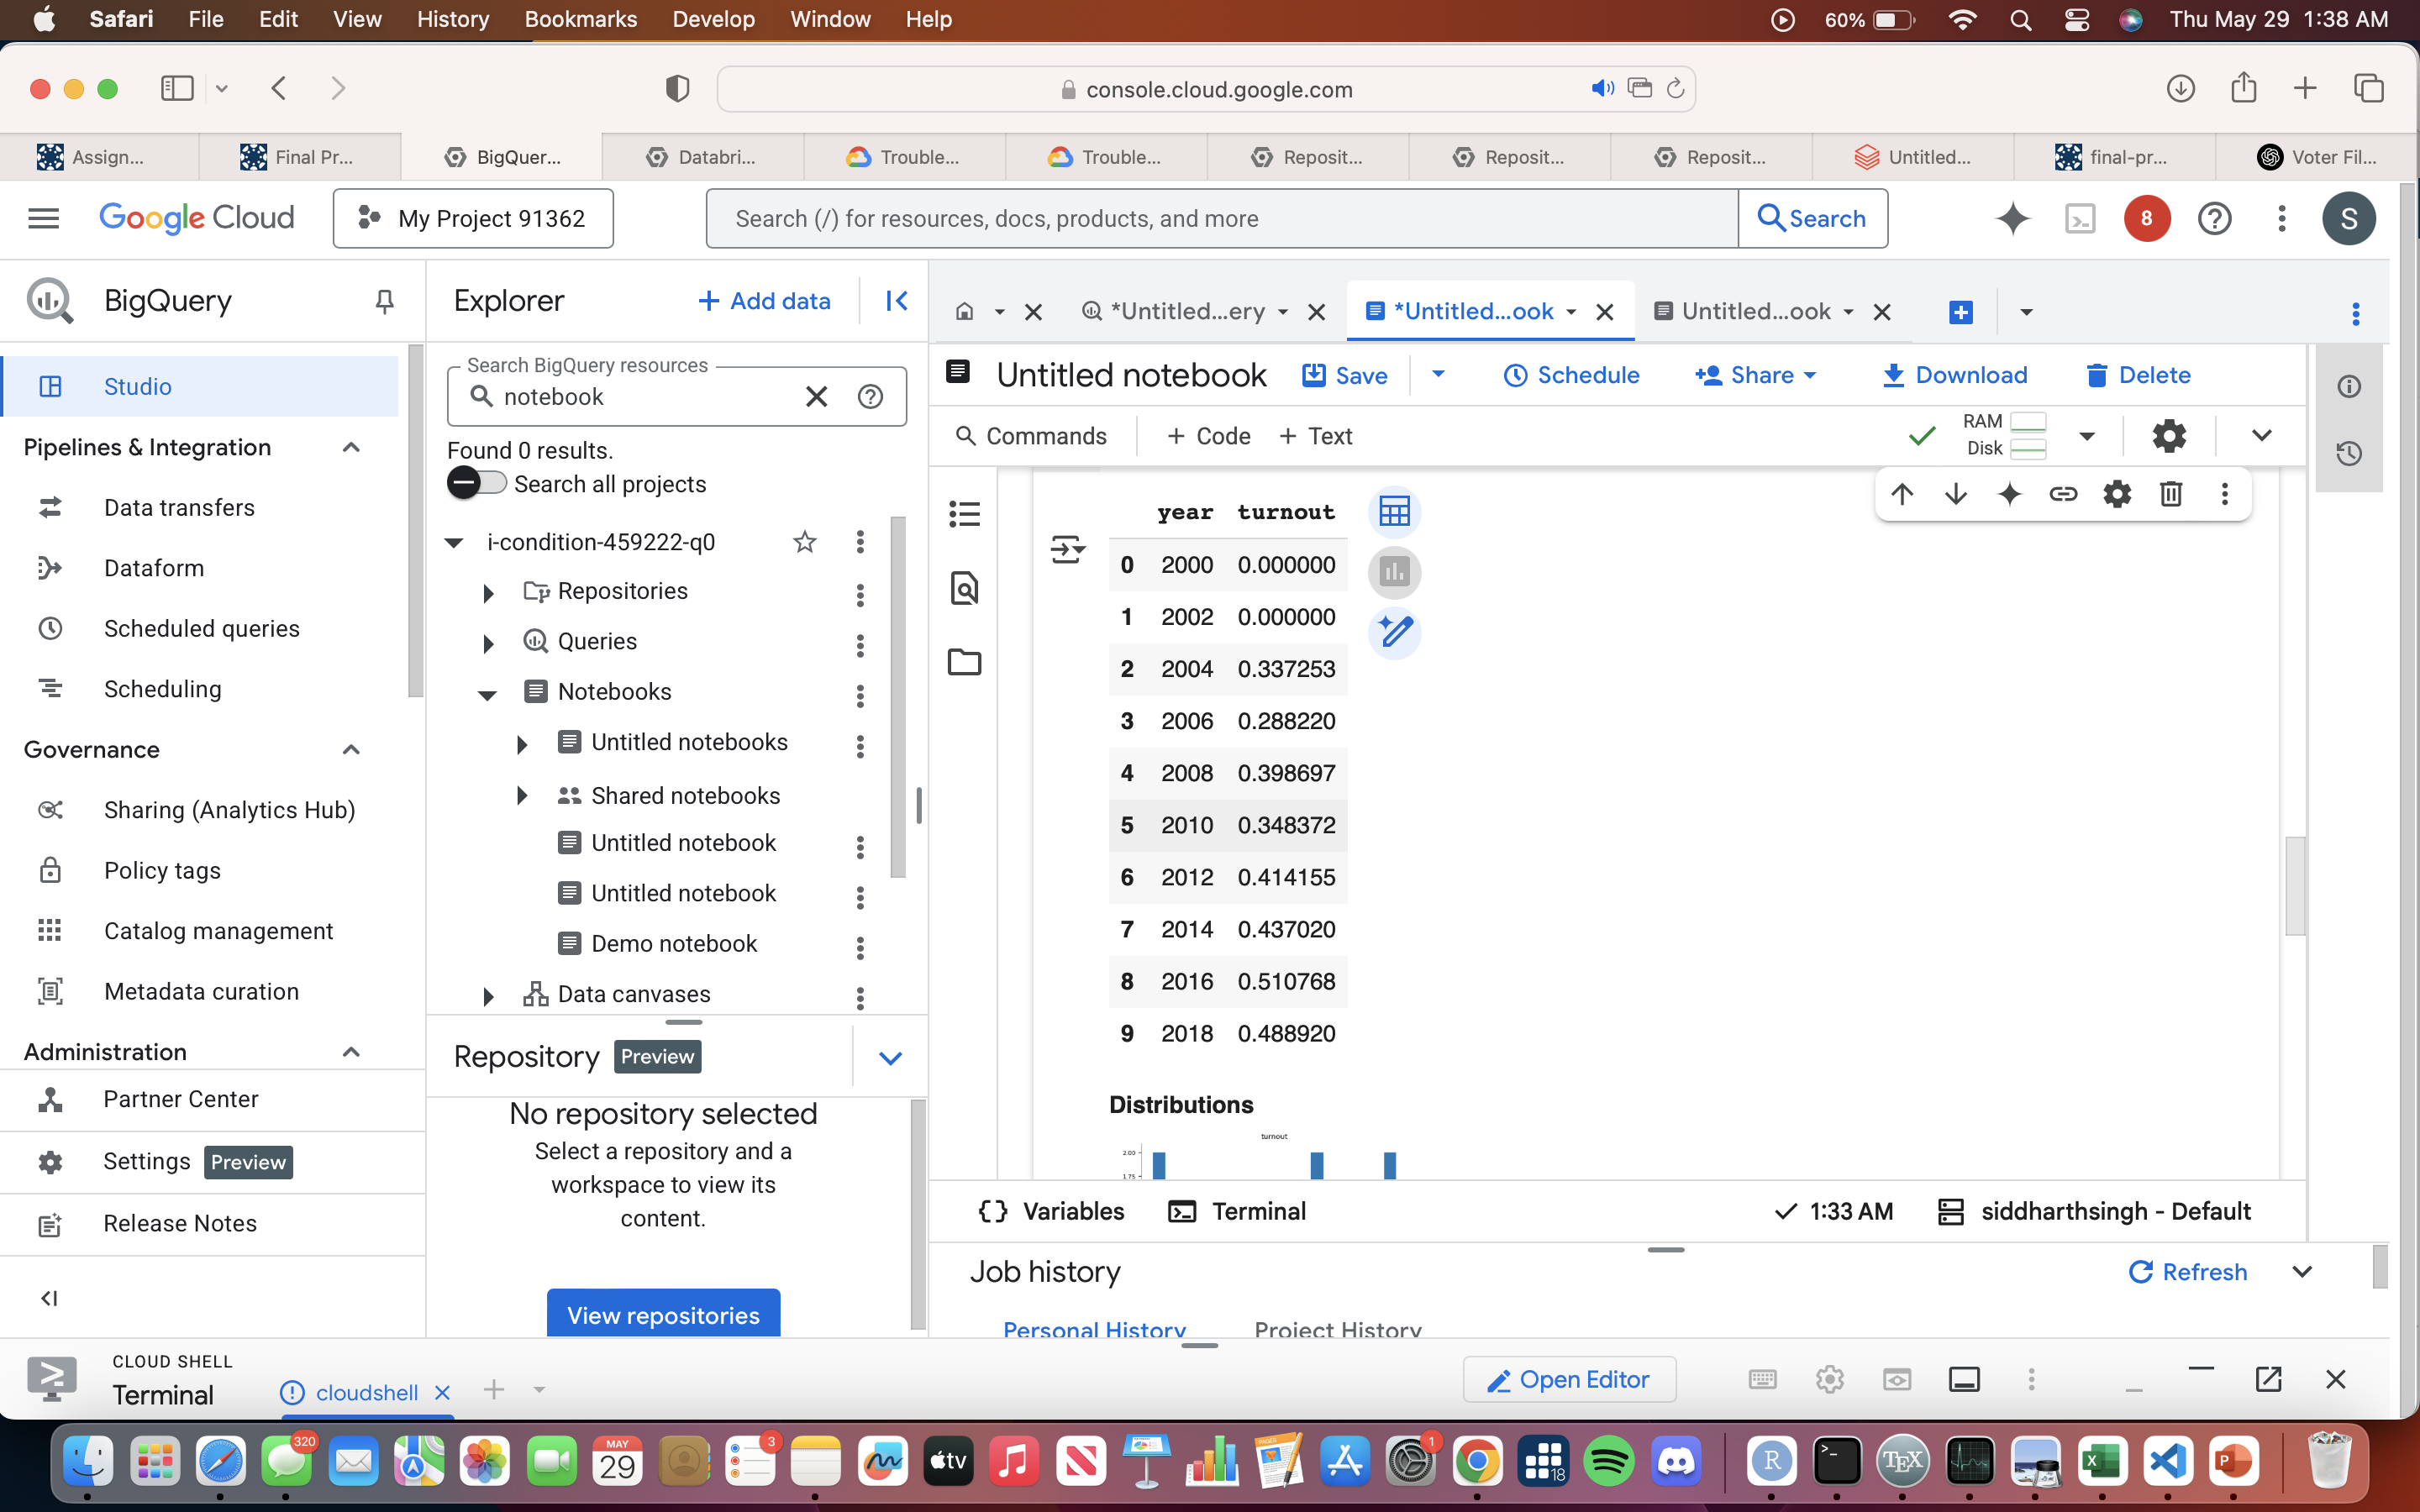 Safari File Edit View History Bookmarks Develop Window Help 60% Thu May 29 1:38 AM
console.cloud.google.com
Assign... Final Pr... BigQuer... Databri... Trouble... Trouble... Reposit... Reposit... Reposit... Untitled... final-pr... Voter Fil...
Google Cloud My Project 91362 Search (/) for resources, docs, products, and more Search 8 S
BigQuery
Studio
Pipelines & Integration
Data transfers
Dataform
Scheduled queries
Scheduling
Governance
Sharing (Analytics Hub)
Policy tags
Catalog management
Metadata curation
Administration
Partner Center
Settings Preview
Release Notes
Explorer + Add data
Search BigQuery resources
notebook
Found 0 results.
Search all projects
i-condition-459222-q0
Repositories
Queries
Notebooks
Untitled notebooks
Shared notebooks
Untitled notebook
Untitled notebook
Demo notebook
Data canvases
Repository Preview
No repository selected
Select a repository and a
workspace to view its
content.
View repositories
*Untitled...ery *Untitled...ook Untitled...ook
Untitled notebook Save Schedule Share Download Delete
Commands + Code + Text RAM
Disk
year turnout
0 2000 0.000000
1 2002 0.000000
2 2004 0.337253
3 2006 0.288220
4 2008 0.398697
5 2010 0.348372
6 2012 0.414155
7 2014 0.437020
8 2016 0.510768
9 2018 0.488920
Distributions
turnout
2.00
1.75
Variables Terminal 1:33 AM siddharthsingh - Default
Job history Refresh
Personal History Project History
CLOUD SHELL
Terminal cloudshell Open Editor
320 MAY 29 3 tv 1 18 R TEX X P